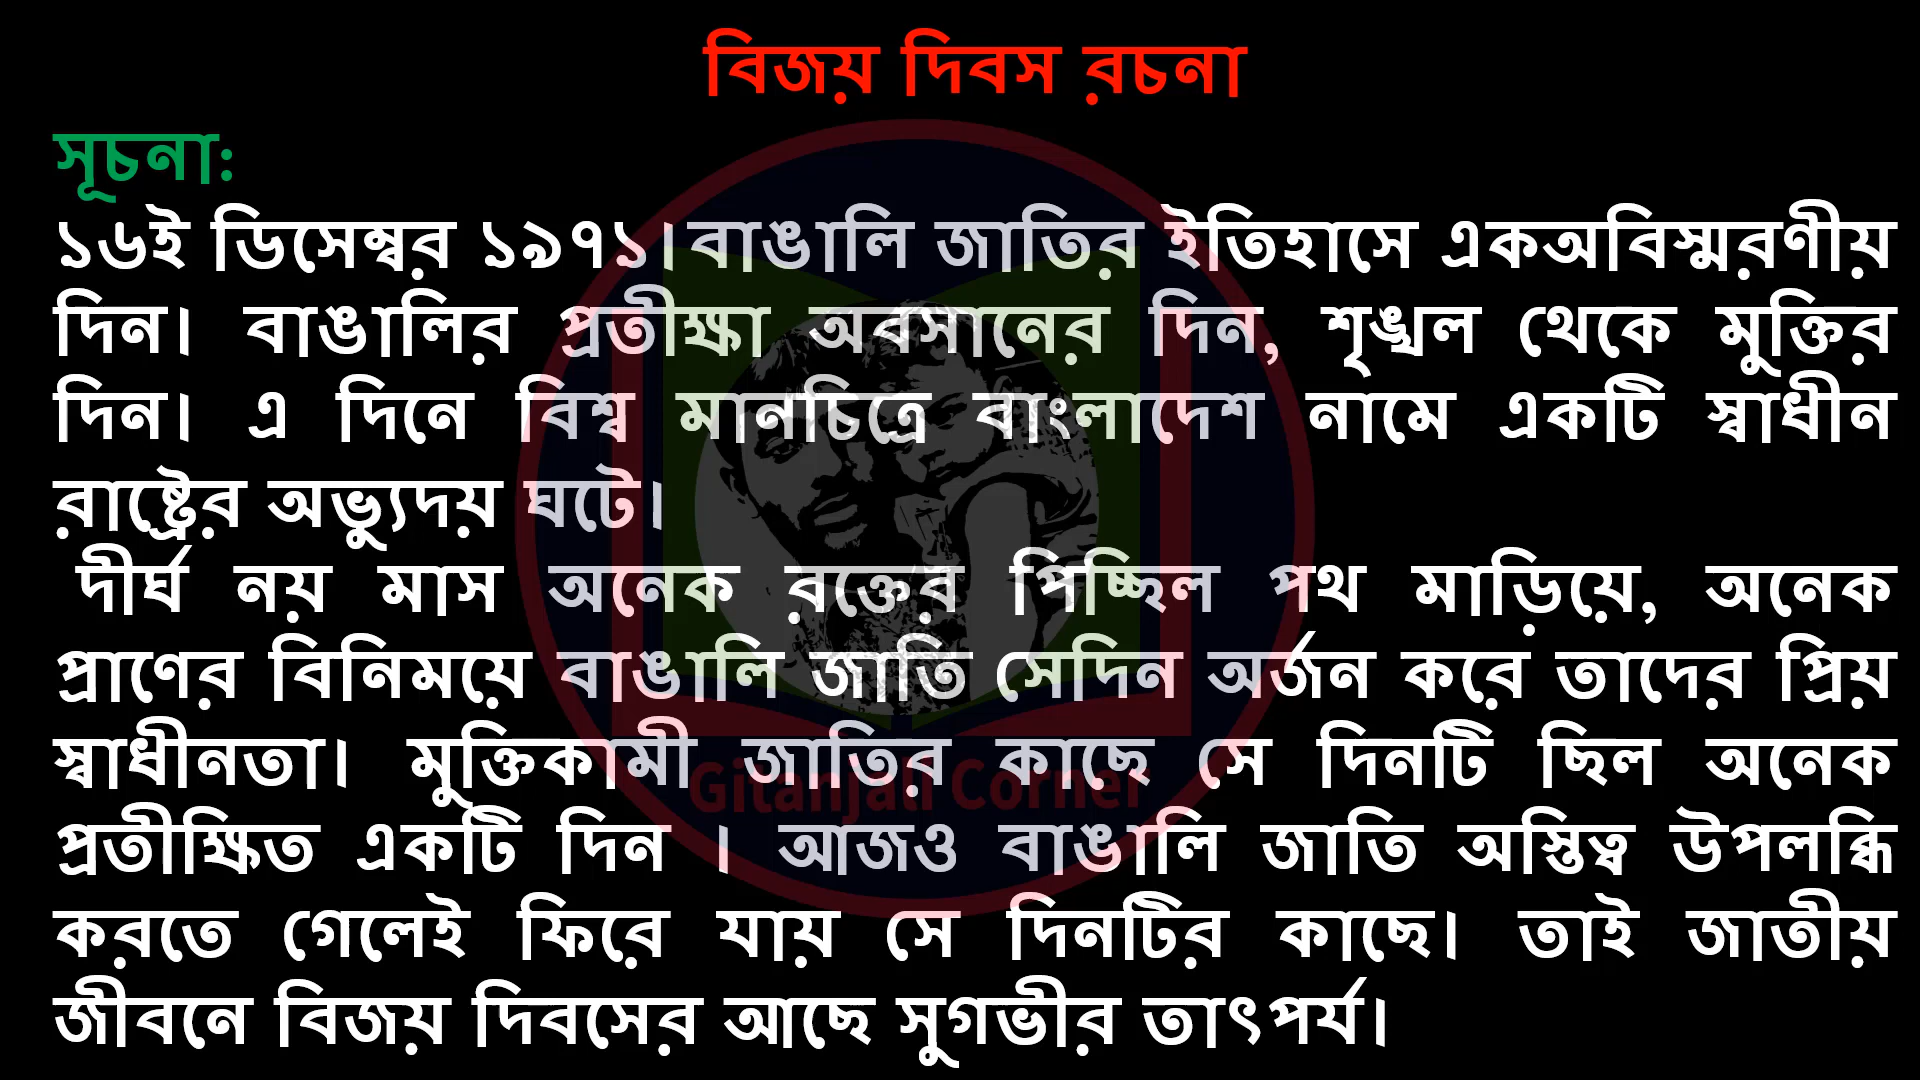 বিজয় দিবস রচনা
সূচনা:
১৬ই ডিসেম্বর ১৯৭১। বাঙালি জাতির ইতিহাসে একঅবিস্মরণীয়
দিন। বাঙালির প্রতীক্ষা অবসানের দিন, শৃঙ্খল থেকে মুক্তির
দিন। এ দিনে বিশ্ব মানচিত্রে বাংলাদেশ নামে একটি স্বাধীন
রাষ্ট্রের অভ্যুদয় ঘটে।
দীর্ঘ নয় মাস অনেক রক্তের পিচ্ছিল পথ মাড়িয়ে, অনেক
প্রাণের বিনিময়ে বাঙালি জাতি সেদিন অর্জন করে তাদের প্রিয়
স্বাধীনতা। মুক্তিকামী জাতির কাছে সে দিনটি ছিল অনেক
Gitanjali Corner
প্রতীক্ষিত একটি দিন । আজও বাঙালি জাতি অস্তিত্ব উপলব্ধি
করতে গেলেই ফিরে যায় সে দিনটির কাছে। তাই জাতীয়
জীবনে বিজয় দিবসের আছে সুগভীর তাৎপর্য।